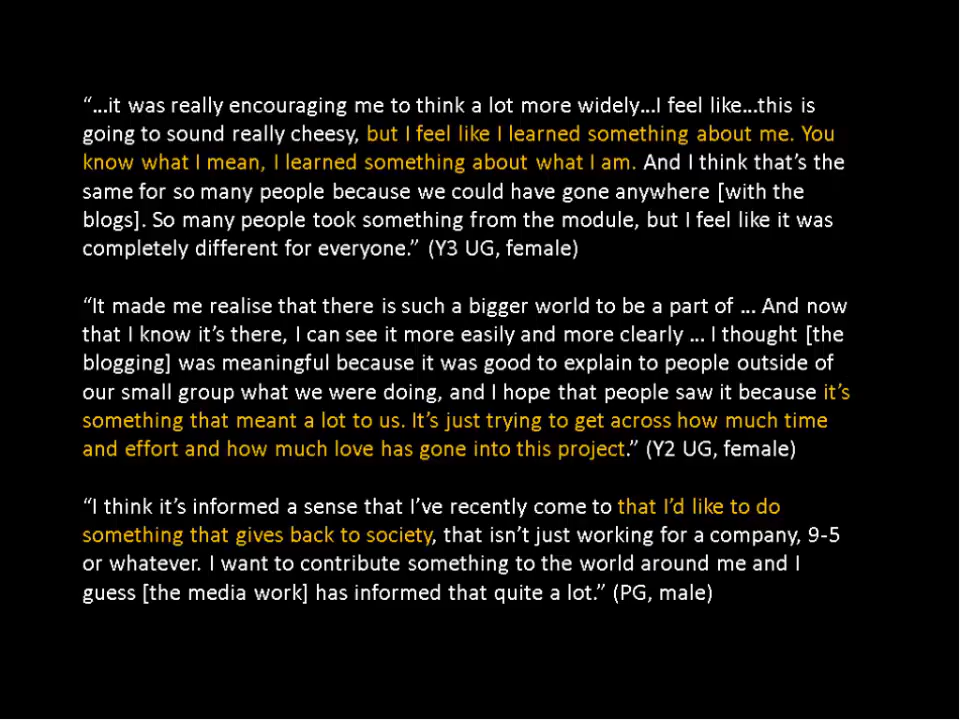 “…it was really encouraging me to think a lot more widely…I feel like…this is
going to sound really cheesy, but I feel like I learned something about me. You
know what I mean, I learned something about what I am. And I think that’s the
same for so many people because we could have gone anywhere [with the
blogs]. So many people took something from the module, but I feel like it was
completely different for everyone.” (Y3 UG, female)
“It made me realise that there is such a bigger world to be a part of … And now
that I know it’s there, I can see it more easily and more clearly … I thought [the
blogging] was meaningful because it was good to explain to people outside of
our small group what we were doing, and I hope that people saw it because it’s
something that meant a lot to us. It’s just trying to get across how much time
and effort and how much love has gone into this project.” (Y2 UG, female)
“I think it’s informed a sense that I’ve recently come to that I’d like to do
something that gives back to society, that isn’t just working for a company, 9-5
or whatever. I want to contribute something to the world around me and I
guess [the media work] has informed that quite a lot.” (PG, male)